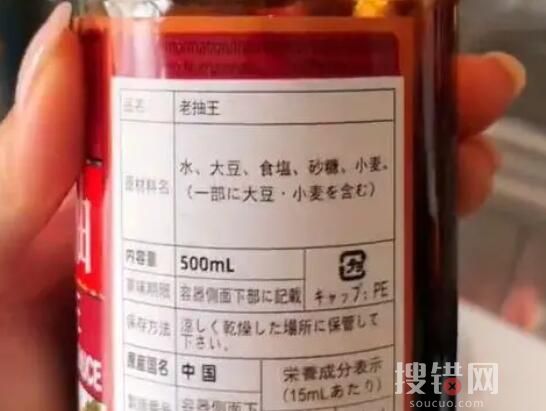 品名 老抽王
原材料名 水、大豆、食塩、砂糖、小麦、
(一部に大豆・小麦を含む)
内容量 500mL
プラ
キャップ:PE
賞味期限 容器側面下部に記載
保存方法 涼しく乾燥した場所に保管して
下さい。
原産国名 中国
栄養成分表示
(15mLあたり)
AUCE
搜错网
soucuo.com